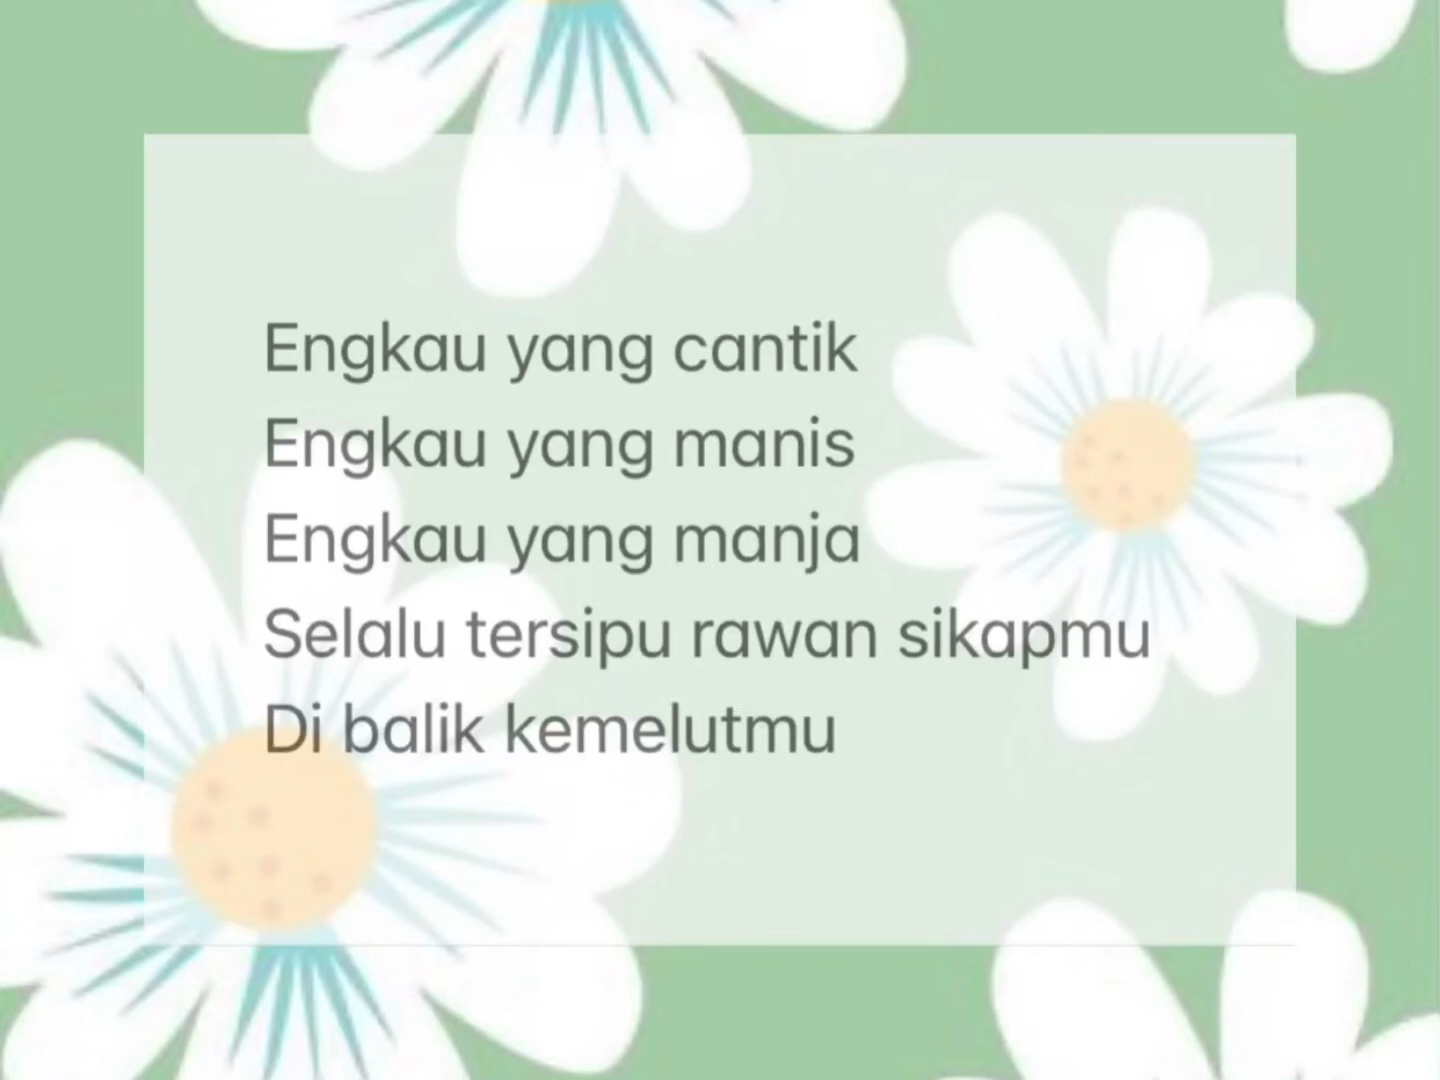 Engkau yang cantik
Engkau yang manis
Engkau yang manja
Selalu tersipu rawan sikapmu
Di balik kemelutmu